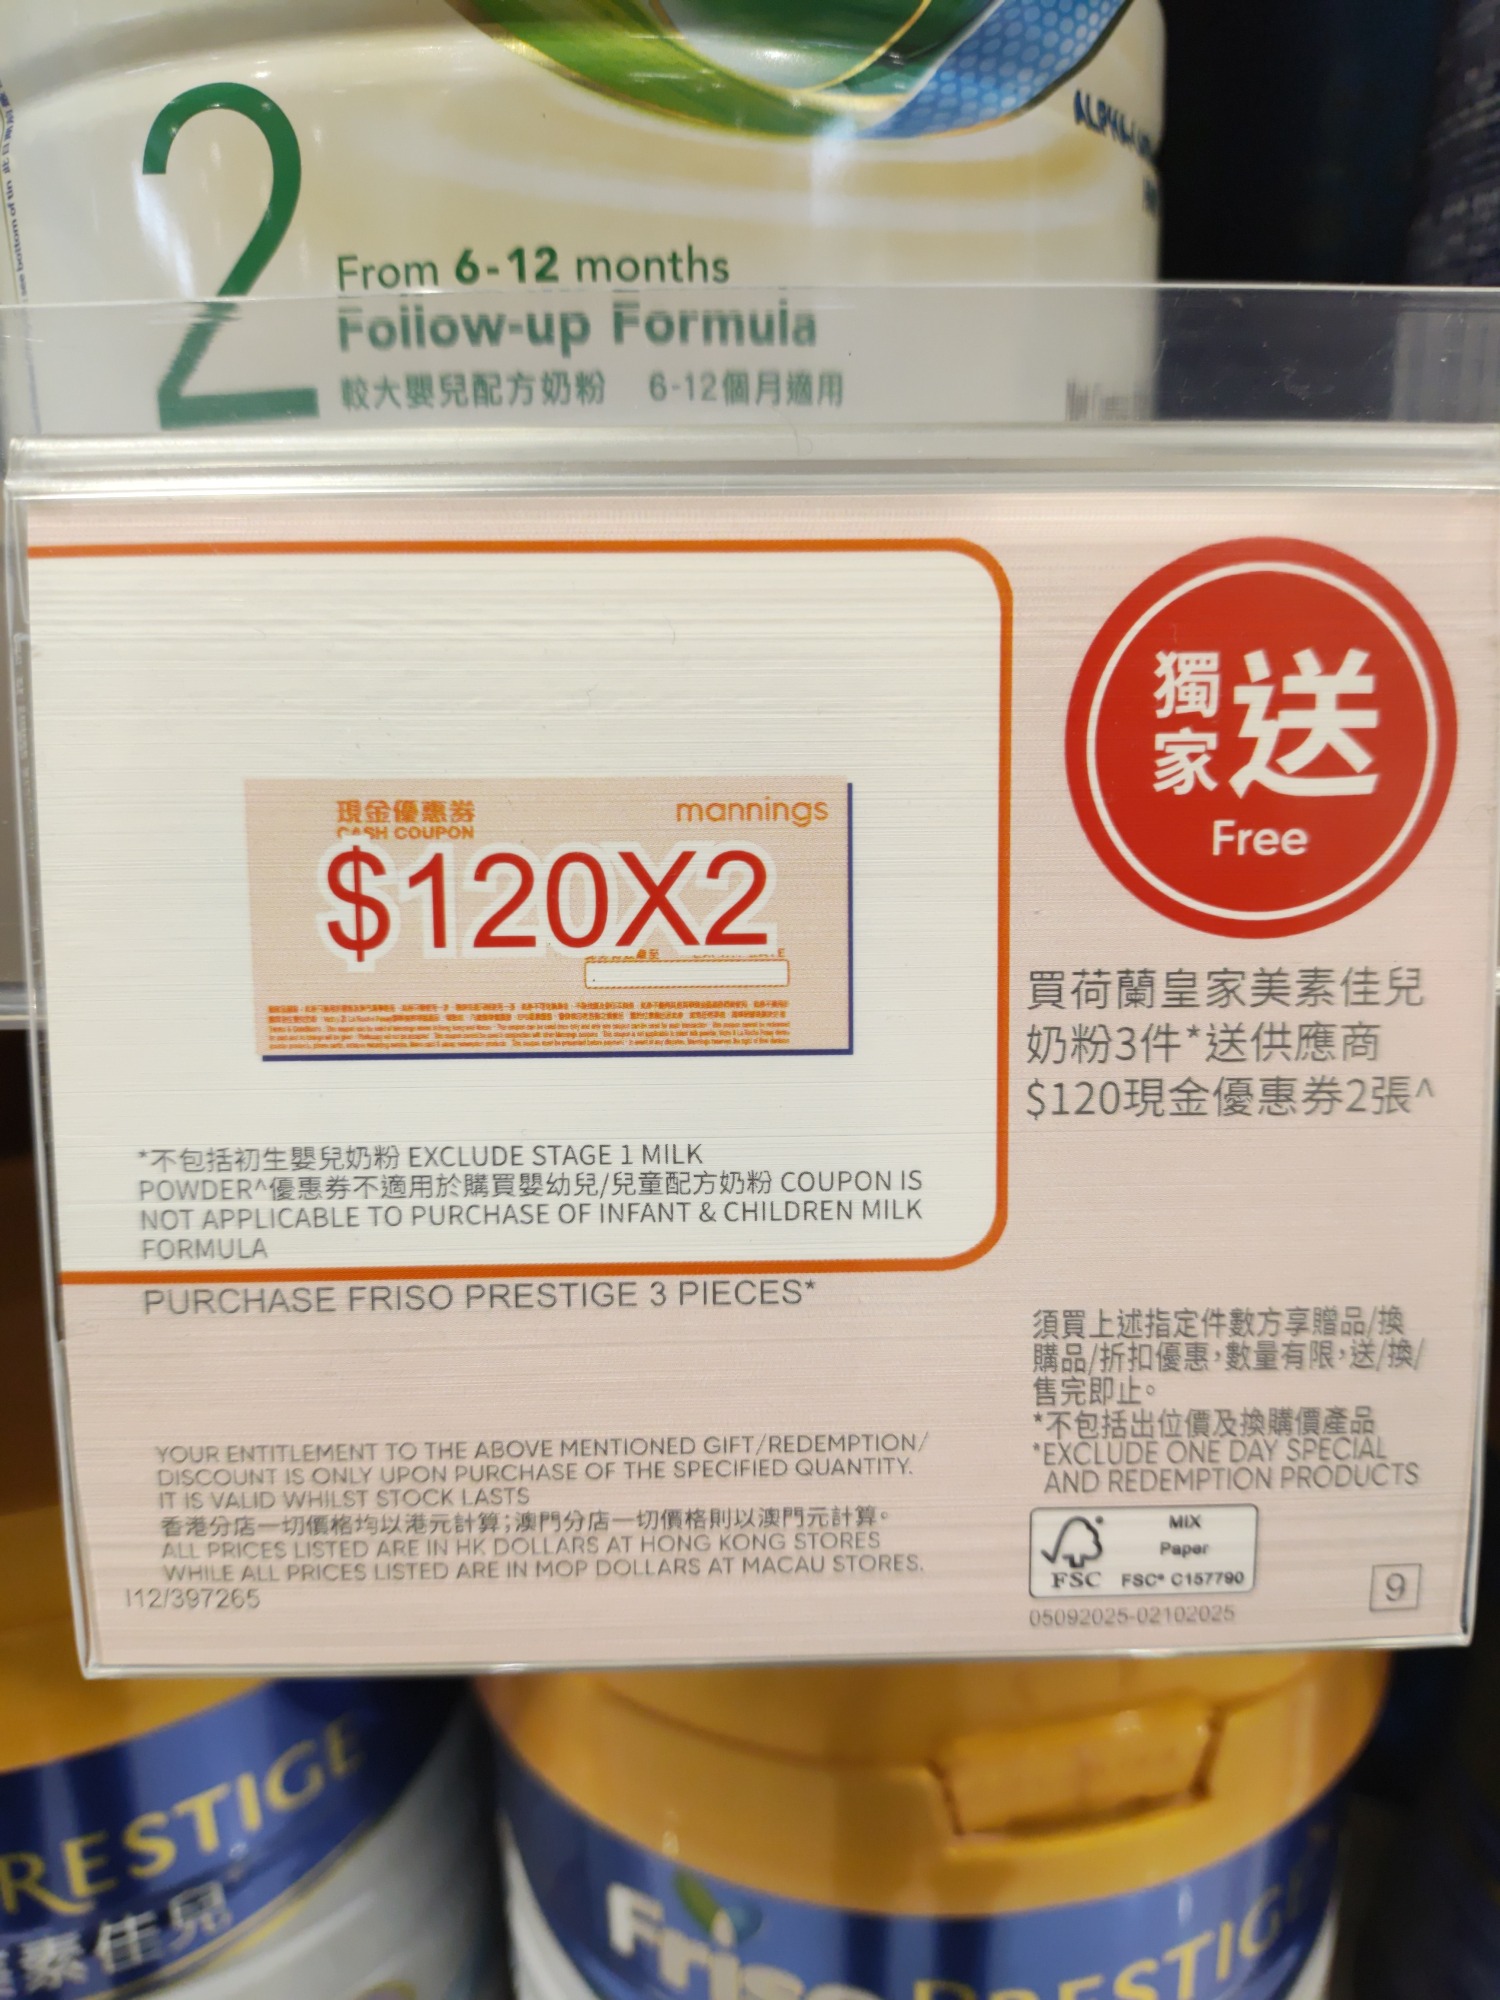 2
From 6-12 months
Follow-up Formula
較大嬰兒配方奶粉 6-12個月適用
獨家送
Free
現金優惠券
CASH COUPON
mannings
$120X2
買荷蘭皇家美素佳兒
奶粉3件*送供應商
$120現金優惠券2張^
*不包括初生嬰兒奶粉 EXCLUDE STAGE 1 MILK
POWDER^優惠券不適用於購買嬰幼兒/兒童配方奶粉 COUPON IS
NOT APPLICABLE TO PURCHASE OF INFANT & CHILDREN MILK
FORMULA
PURCHASE FRISO PRESTIGE 3 PIECES*
須買上述指定件數方享贈品/換
購品/折扣優惠，數量有限，送/換/
售完即止。
*不包括出位價及換購價產品
*EXCLUDE ONE DAY SPECIAL
AND REDEMPTION PRODUCTS
YOUR ENTITLEMENT TO THE ABOVE MENTIONED GIFT/REDEMPTION/
DISCOUNT IS ONLY UPON PURCHASE OF THE SPECIFIED QUANTITY.
IT IS VALID WHILST STOCK LASTS
香港分店一切價格均以港元計算；澳門分店一切價格則以澳門元計算。
ALL PRICES LISTED ARE IN HK DOLLARS AT HONG KONG STORES
WHILE ALL PRICES LISTED ARE IN MOP DOLLARS AT MACAU STORES.
I12/397265
MIX
Paper
FSC
FSC® C157790
05092025-02102025
9
RESTIGE
素佳兒
Friso PRESTIGE